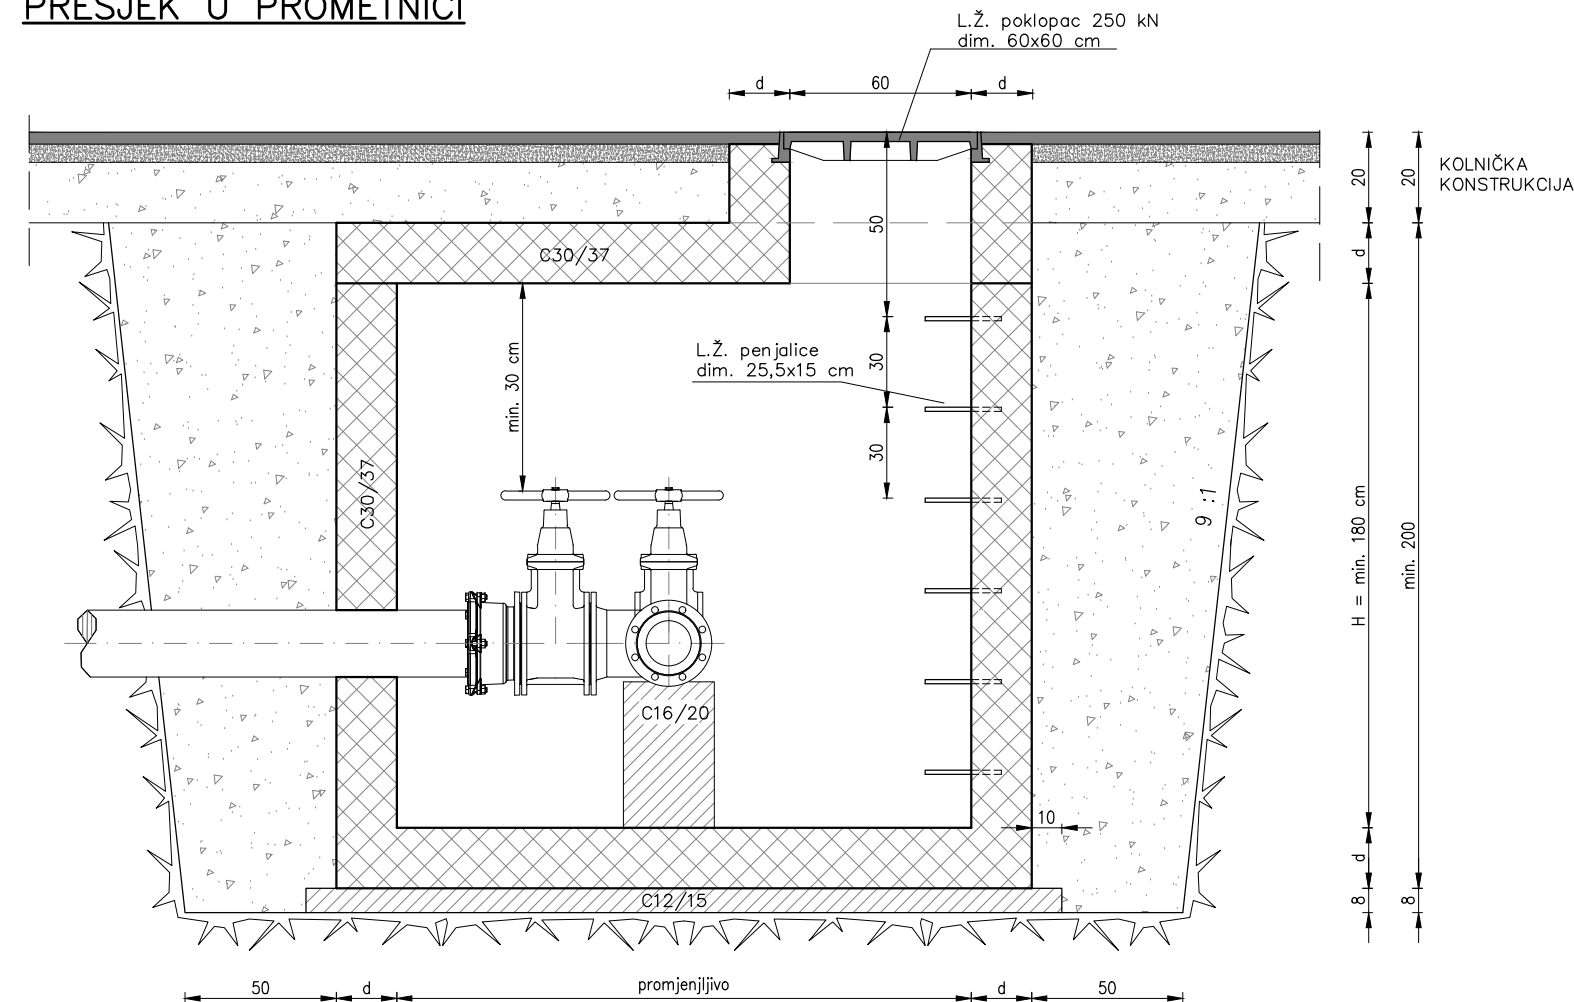 PRESJEK U PROMETNICI
L.Ž. poklopac 250 kN
dim. 60x60 cm
d
60
d
20
20
KOLNIČKA
KONSTRUKCIJA
50
C30/37
d
L.Ž. penjalice
dim. 25,5x15 cm
min. 30 cm
30
30
C30/37
9 :1
H = min. 180 cm
min. 200
C16/20
10
d
C12/15
8
8
50
d
promjenljivo
d
50